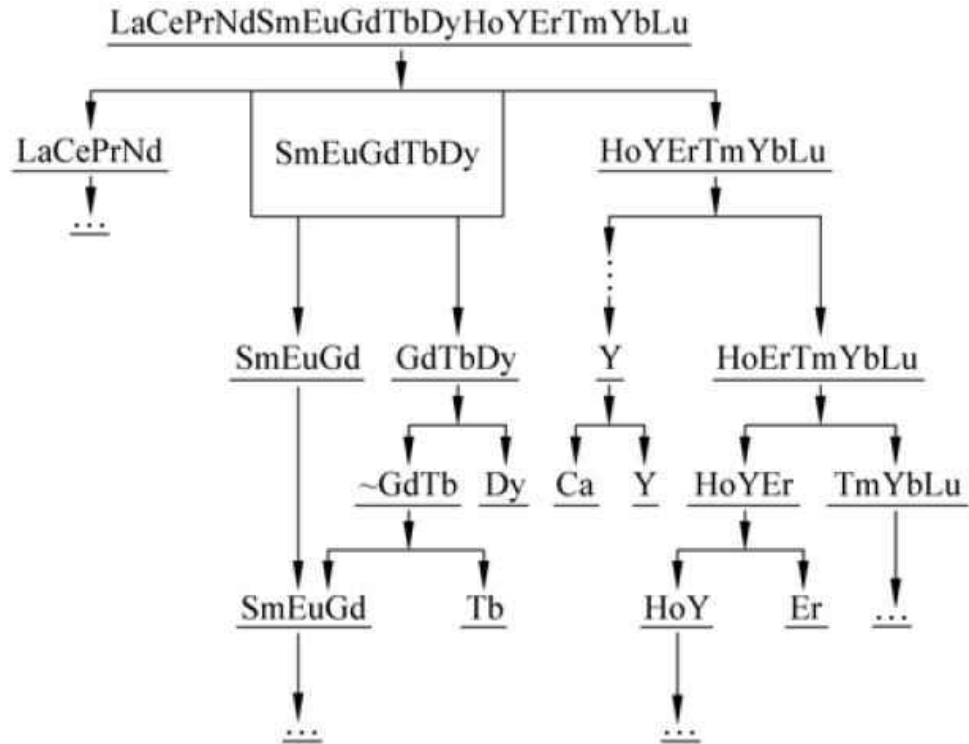 LaCePrNdSmEuGdTbDyHoYErTmYbLu
LaCePrNd
SmEuGdTbDy
HoYErTmYbLu
...
SmEuGd
GdTbDy
Y
HoErTmYbLu
~GdTb
Dy
Ca
Y
HoYEr
TmYbLu
SmEuGd
Tb
HoY
Er
...
...
...